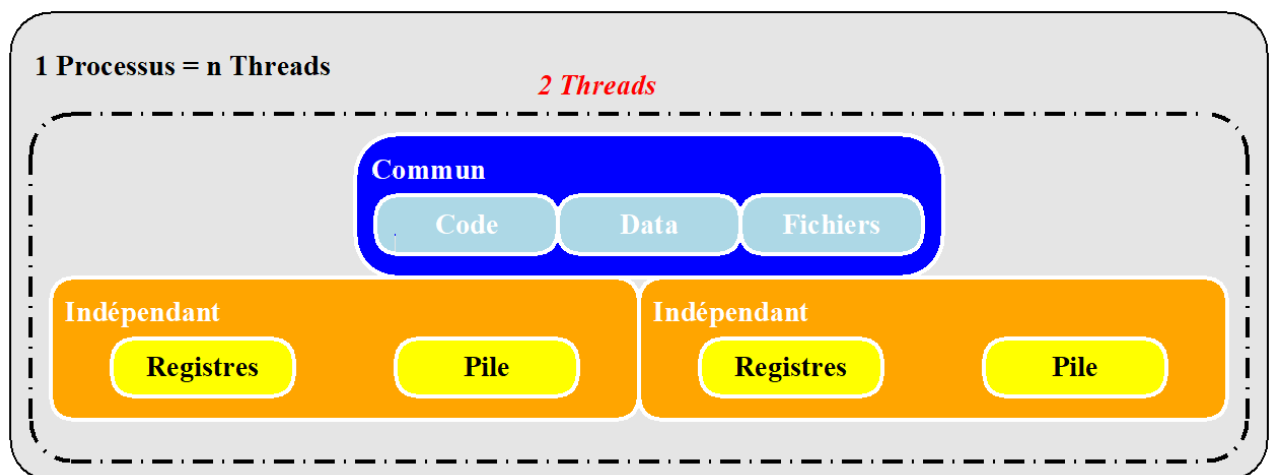 1 Processus = n Threads
2 Threads
Commun
Code Data Fichiers
Indépendant Indépendant
Registres Pile Registres Pile